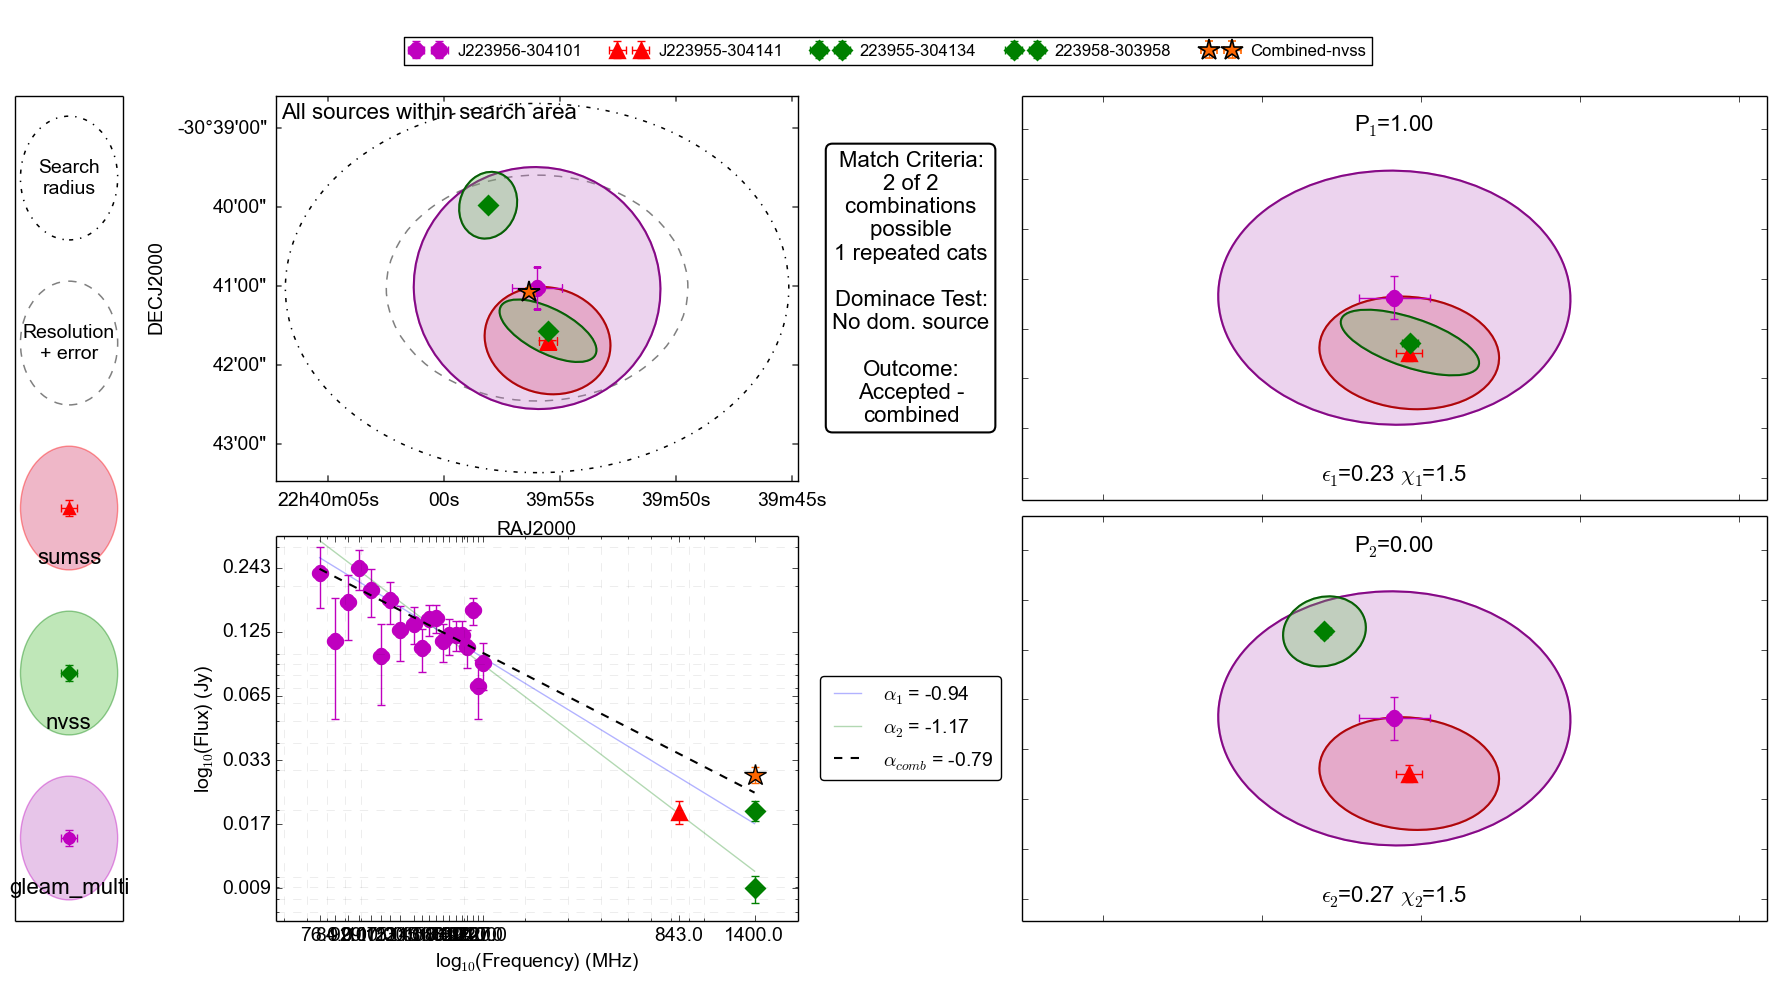 J223956-304101 J223955-304141 223955-304134 223958-303958 Combined-nvss
Search
radius
Resolution
+ error
sumss
nvss
gleam_multi
All sources within search area
-30°39'00"
40'00"
41'00"
42'00"
43'00"
DECJ2000
22h40m05s 00s 39m55s 39m50s 39m45s
RAJ2000
Match Criteria:
2 of 2
combinations
possible
1 repeated cats
Dominace Test:
No dom. source
Outcome:
Accepted -
combined
P1=1.00
ϵ1=0.23 χ1=1.5
P2=0.00
ϵ2=0.27 χ2=1.5
0.243
0.125
0.065
0.033
0.017
0.009
log10(Flux) (Jy)
843.0 1400.0
log10(Frequency) (MHz)
α1 = -0.94
α2 = -1.17
αcomb = -0.79